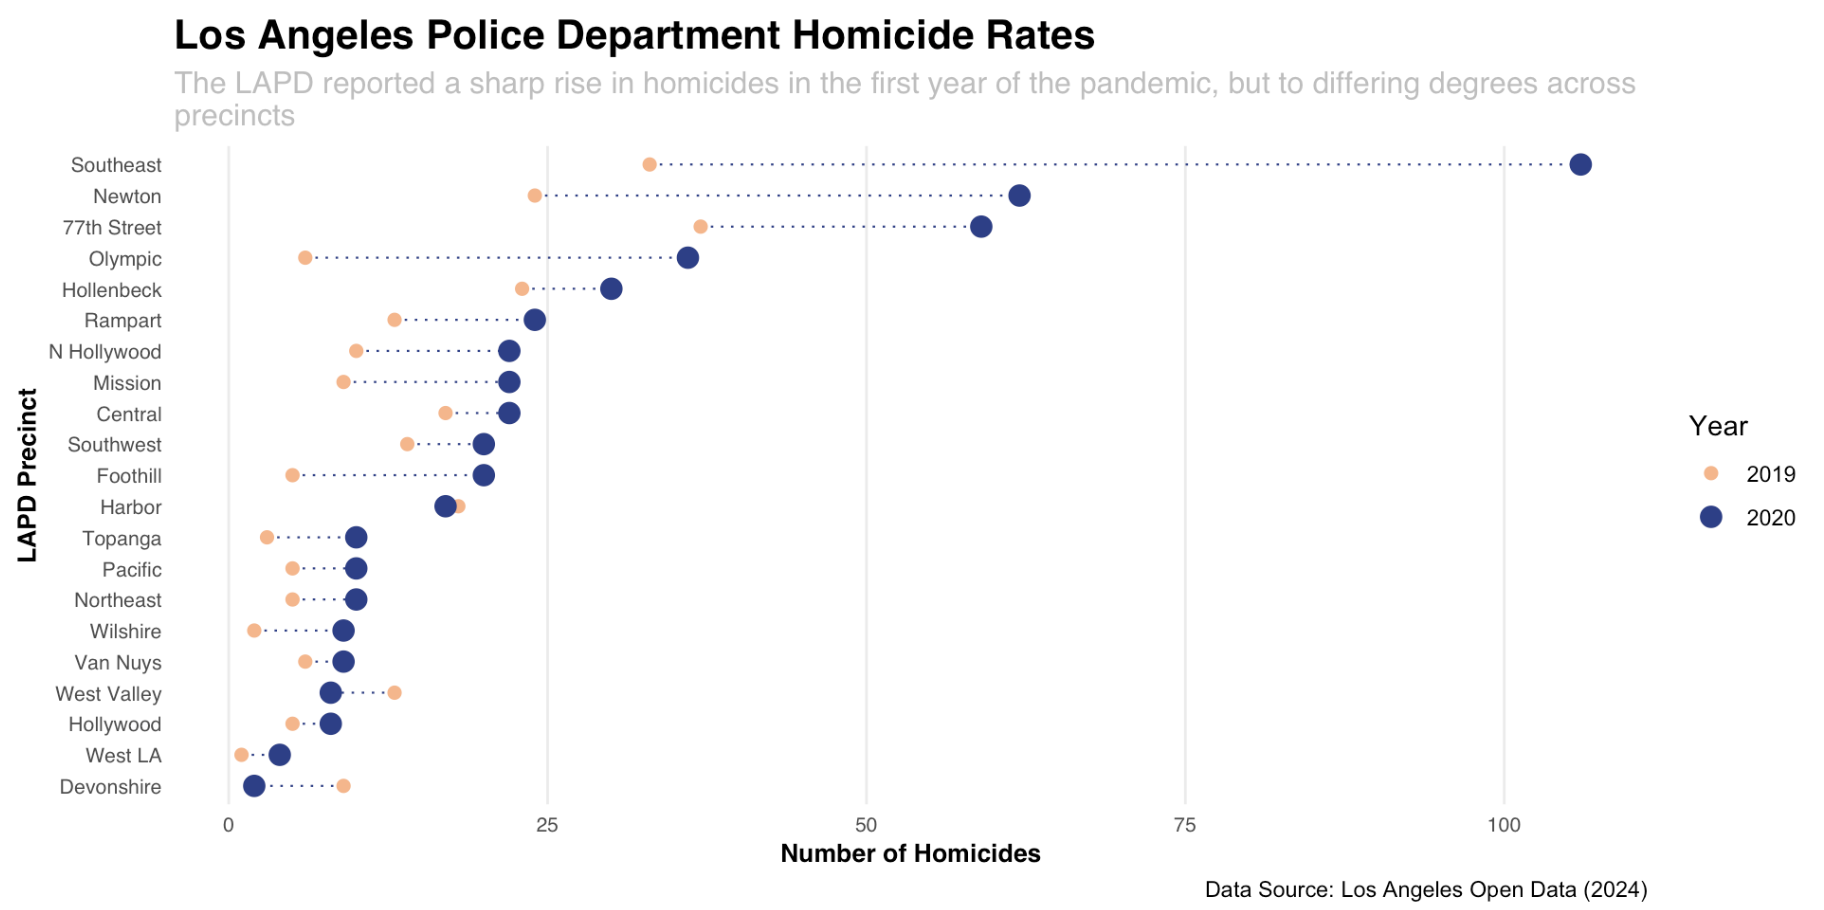 Los Angeles Police Department Homicide Rates
The LAPD reported a sharp rise in homicides in the first year of the pandemic, but to differing degrees across
precincts
Southeast
Newton
77th Street
Olympic
Hollenbeck
Rampart
N Hollywood
Mission
Central
Southwest
Foothill
Harbor
Topanga
Pacific
Northeast
Wilshire
Van Nuys
West Valley
Hollywood
West LA
Devonshire
LAPD Precinct
0 25 50 75 100
Number of Homicides
Year
2019
2020
Data Source: Los Angeles Open Data (2024)